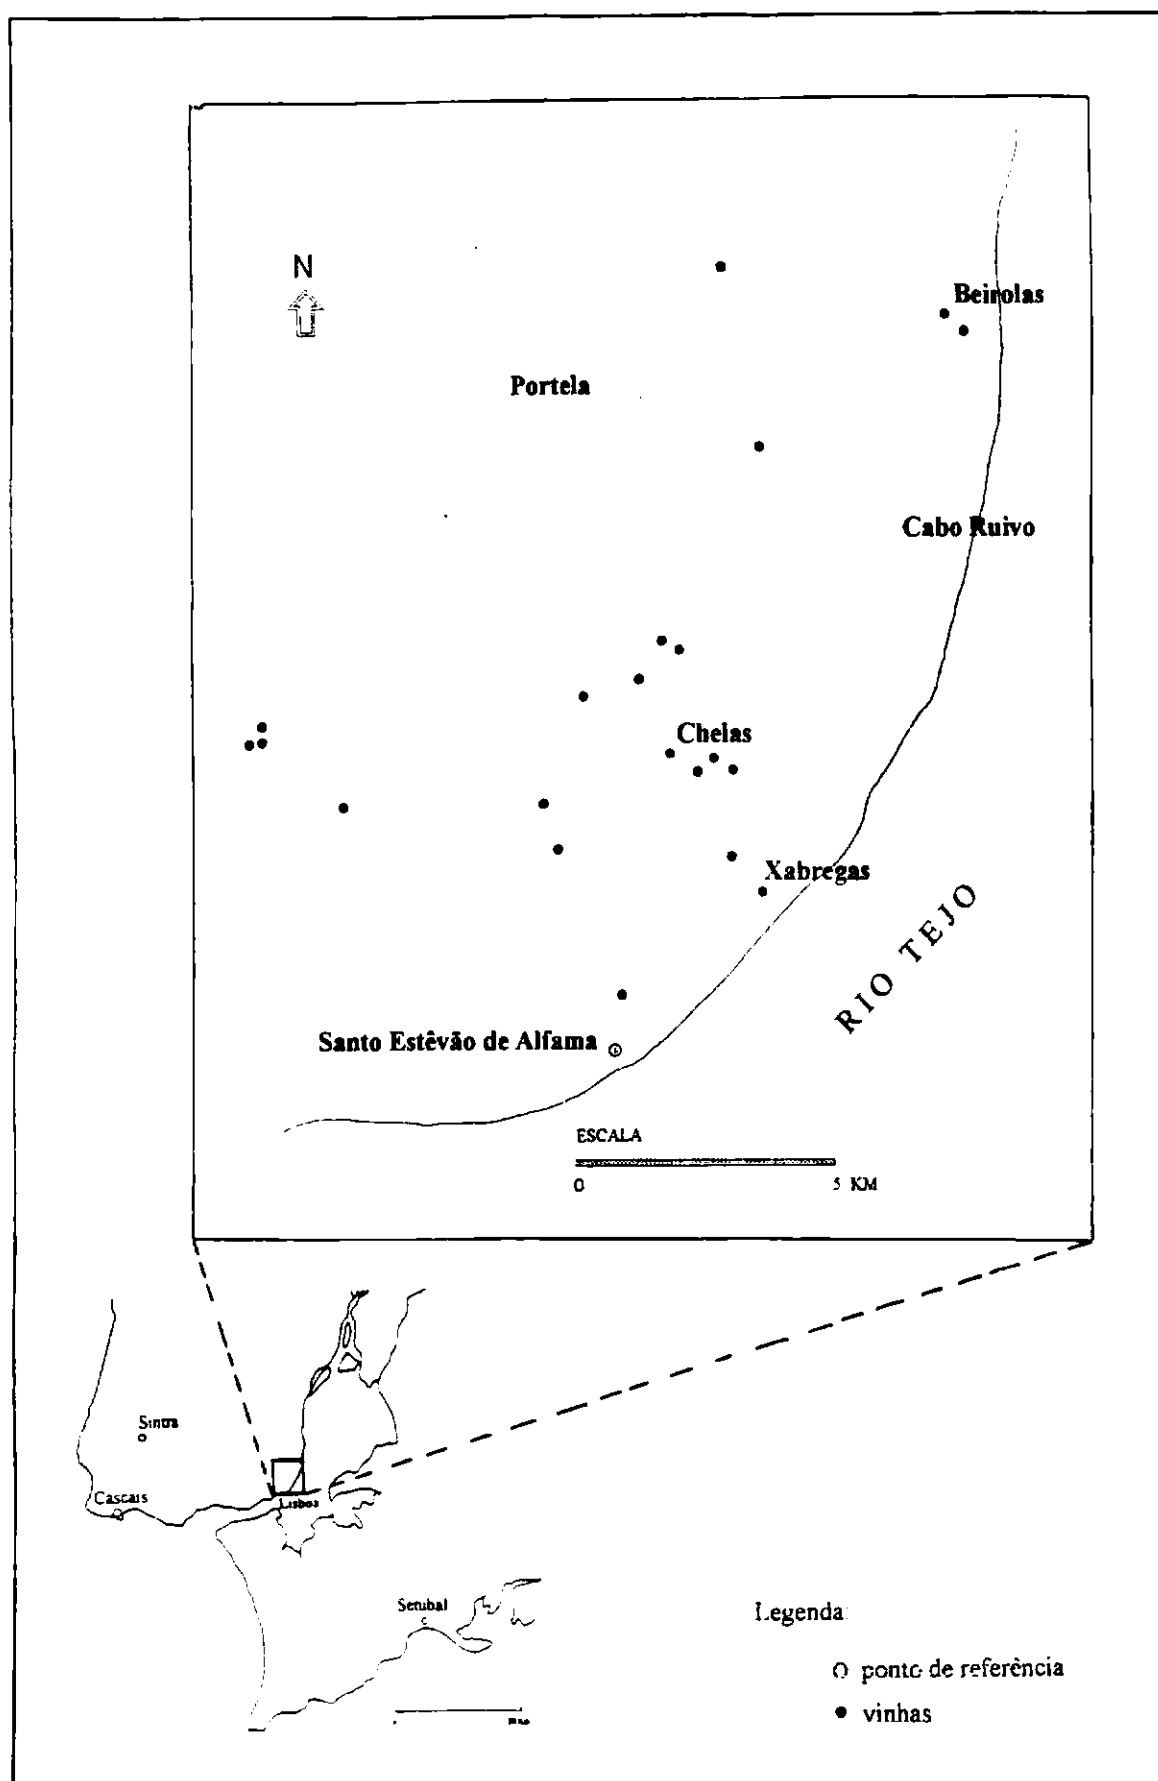 N
Beirolas
Portela
Cabo Ruivo
Chelas
Xabregas
RIO TEJO
Santo Estêvão de Alfama
ESCALA
0 5 KM
Sintra
Cascais
Lisboa
Setubal
Legenda
ponto de referência
vinhas